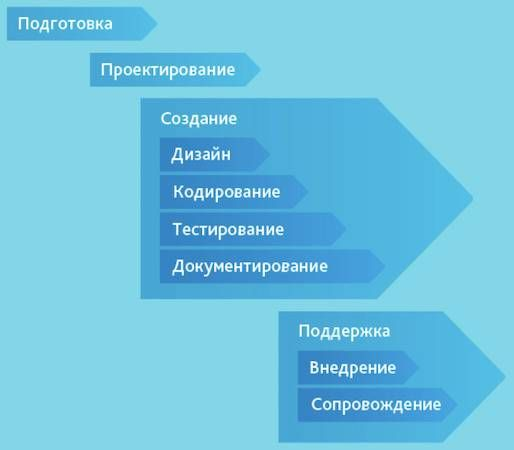 Подготовка
Проектирование
Создание
Дизайн
Кодирование
Тестирование
Документирование
Поддержка
Внедрение
Сопровождение